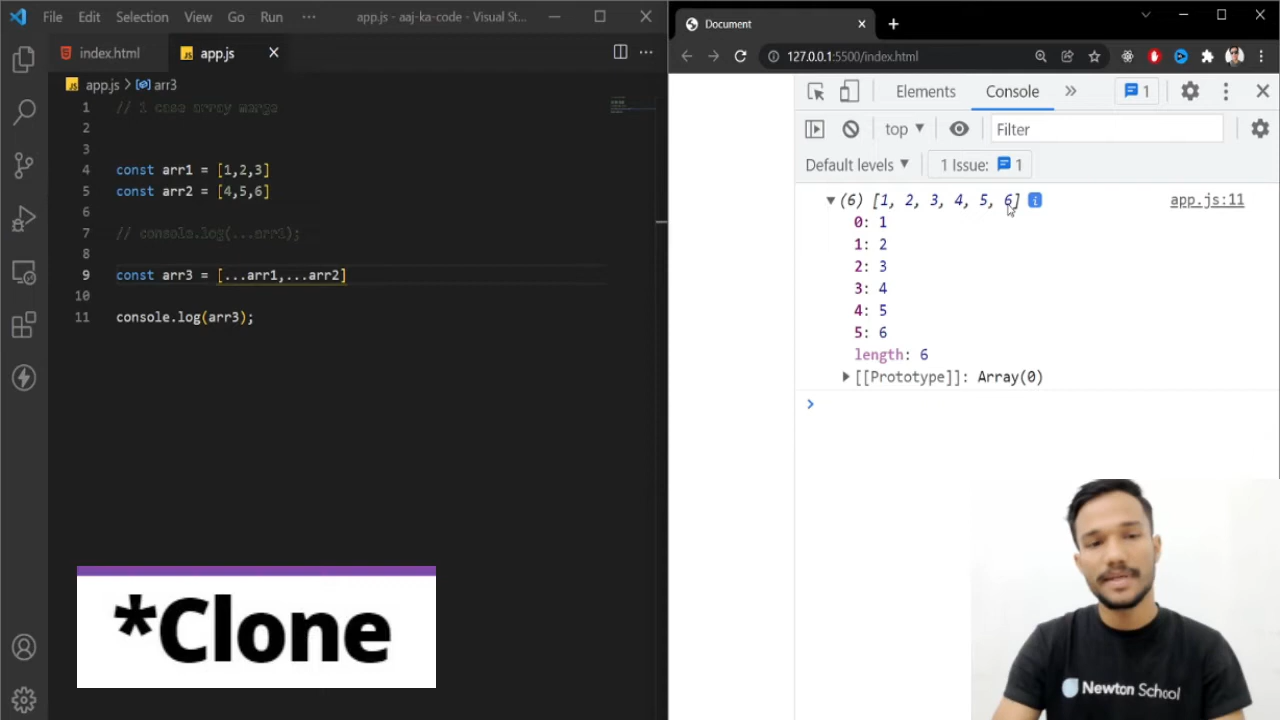 File Edit Selection View Go Run ··· app.js - aaj-ka-code - Visual St...
index.html app.js
app.js > arr3
1 // 1 case array marge
2
3
4 const arr1 = [1,2,3]
5 const arr2 = [4,5,6]
6
7 // console.log(...arr1);
8
9 const arr3 = [...arr1,...arr2]
10
11 console.log(arr3);
*Clone
Document
127.0.0.1:5500/index.html
Elements Console 1
top Filter
Default levels 1 Issue: 1
(6) [1, 2, 3, 4, 5, 6] app.js:11
0: 1
1: 2
2: 3
3: 4
4: 5
5: 6
length: 6
[[Prototype]]: Array(0)
Newton School